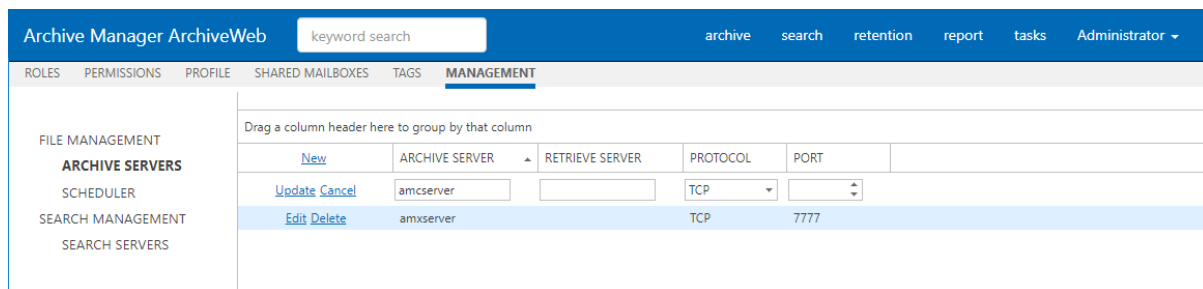 Archive Manager ArchiveWeb keyword search archive search retention report tasks Administrator
ROLES PERMISSIONS PROFILE SHARED MAILBOXES TAGS MANAGEMENT
Drag a column header here to group by that column
FILE MANAGEMENT
ARCHIVE SERVERS
SCHEDULER
SEARCH MANAGEMENT
SEARCH SERVERS
New ARCHIVE SERVER RETRIEVE SERVER PROTOCOL PORT
Update Cancel amcserver TCP
Edit Delete amxserver TCP 7777